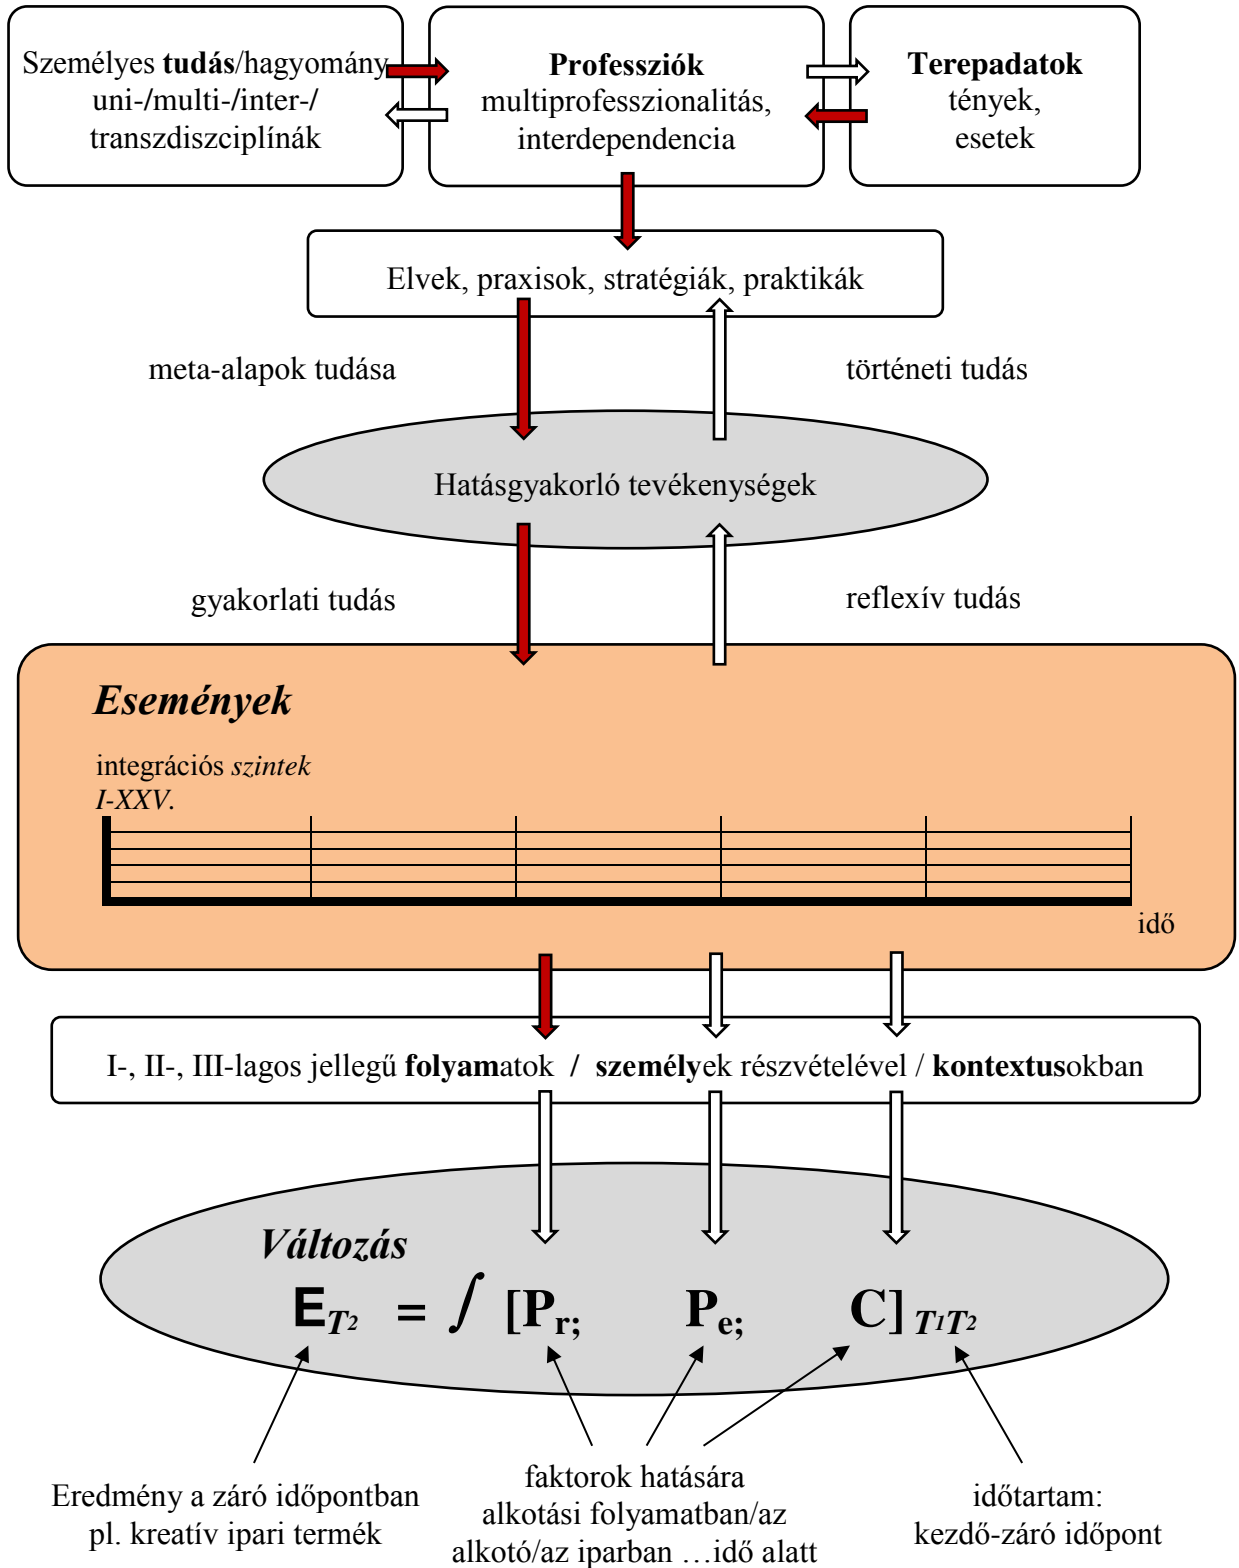 Személyes tudás/hagyomány
uni-/multi-/inter-/
transzdiszciplínák
Professziók
multiprofesszionalitás,
interdependencia
Terepadatok
tények,
esetek
Elvek, praxisok, stratégiák, praktikák
meta-alapok tudása
történeti tudás
Hatásgyakorló tevékenységek
gyakorlati tudás
reflexív tudás
Események
integrációs szintek
I-XXV.
idő
I-, II-, III-lagos jellegű folyamatok / személyek részvételével / kontextusokban
Változás
E T2 = ∫ [Pr; Pe; C] T1T2
Eredmény a záró időpontban
pl. kreatív ipari termék
faktorok hatására
alkotási folyamatban/az
alkotó/az iparban …idő alatt
időtartam:
kezdő-záró időpont